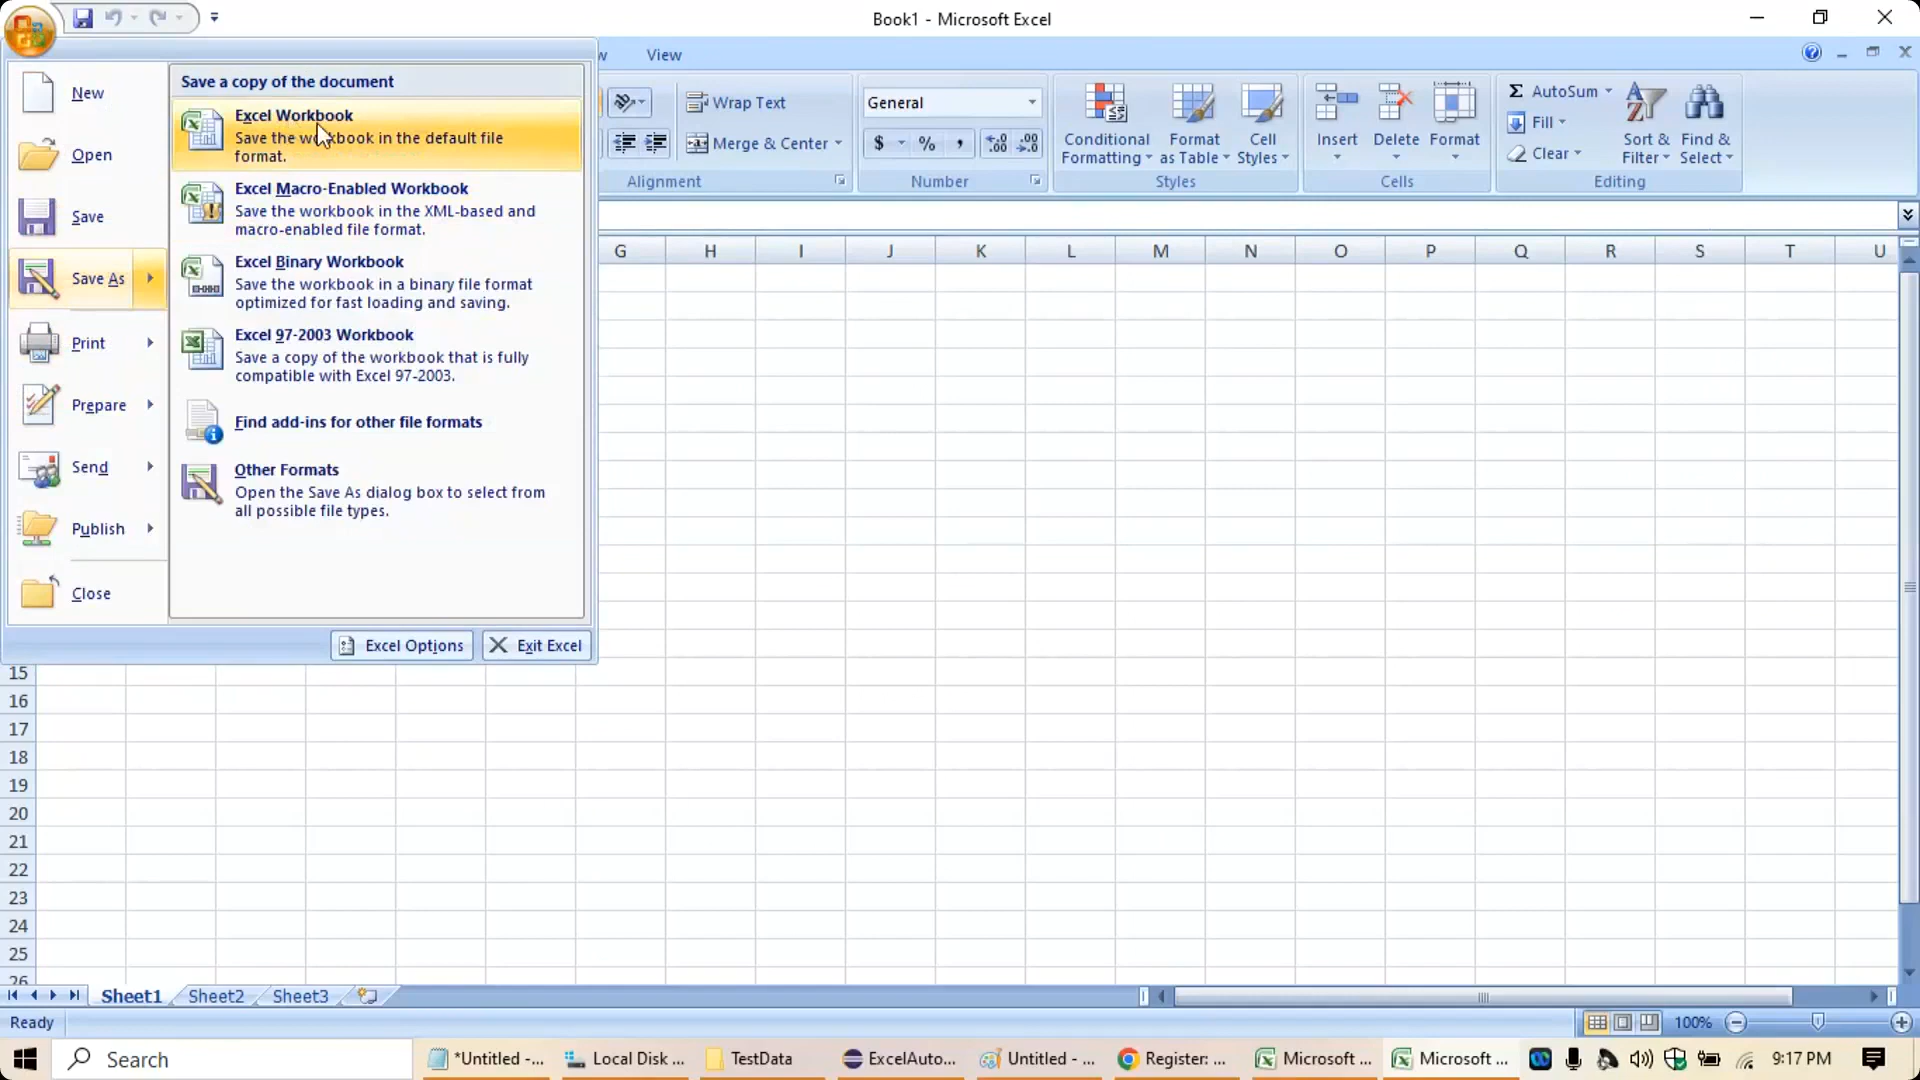 Book1 - Microsoft Excel
w View
New
Open
Save
Save As
Print
Prepare
Send
Publish
Close
Save a copy of the document
Excel Workbook
Save the workbook in the default file
format.
Excel Macro-Enabled Workbook
Save the workbook in the XML-based and
macro-enabled file format.
Excel Binary Workbook
Save the workbook in a binary file format
optimized for fast loading and saving.
Excel 97-2003 Workbook
Save a copy of the workbook that is fully
compatible with Excel 97-2003.
Find add-ins for other file formats
Other Formats
Open the Save As dialog box to select from
all possible file types.
Excel Options
Exit Excel
Wrap Text
Merge & Center
Alignment
General
$ % ,
Number
Conditional
Formatting
Format
as Table
Cell
Styles
Styles
Insert
Delete
Format
Cells
Σ AutoSum
Fill
Clear
Sort &
Filter
Find &
Select
Editing
G H I J K L M N O P Q R S T U
15
16
17
18
19
20
21
22
23
24
25
26
Sheet1 Sheet2 Sheet3
Ready
100%
Search
*Untitled -...
Local Disk ...
TestData
ExcelAuto...
Untitled - ...
Register: ...
Microsoft ...
Microsoft ...
9:17 PM